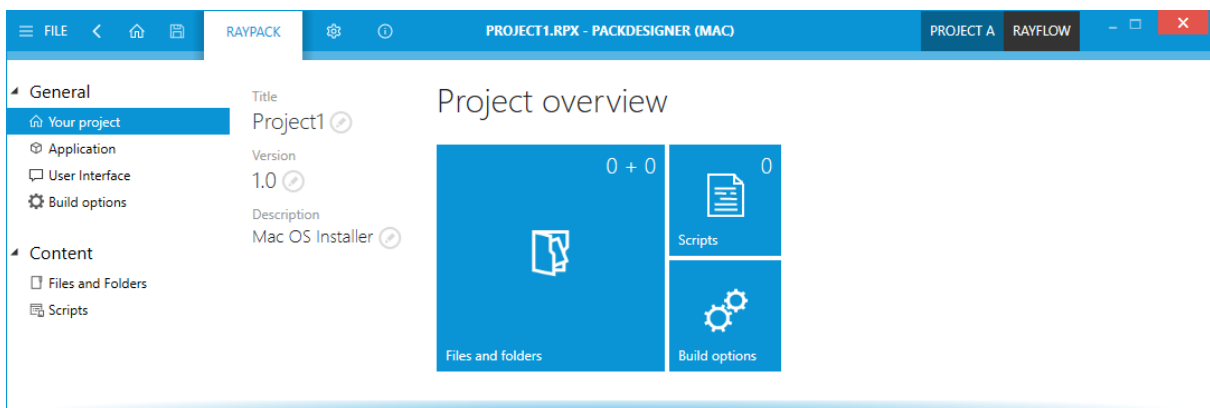 FILE
RAYPACK
PROJECT1.RPX - PACKDESIGNER (MAC)
PROJECT A
RAYFLOW
General
Your project
Application
User Interface
Build options
Content
Files and Folders
Scripts
Title
Project1
Version
1.0
Description
Mac OS Installer
Project overview
0 + 0
Files and folders
0
Scripts
Build options